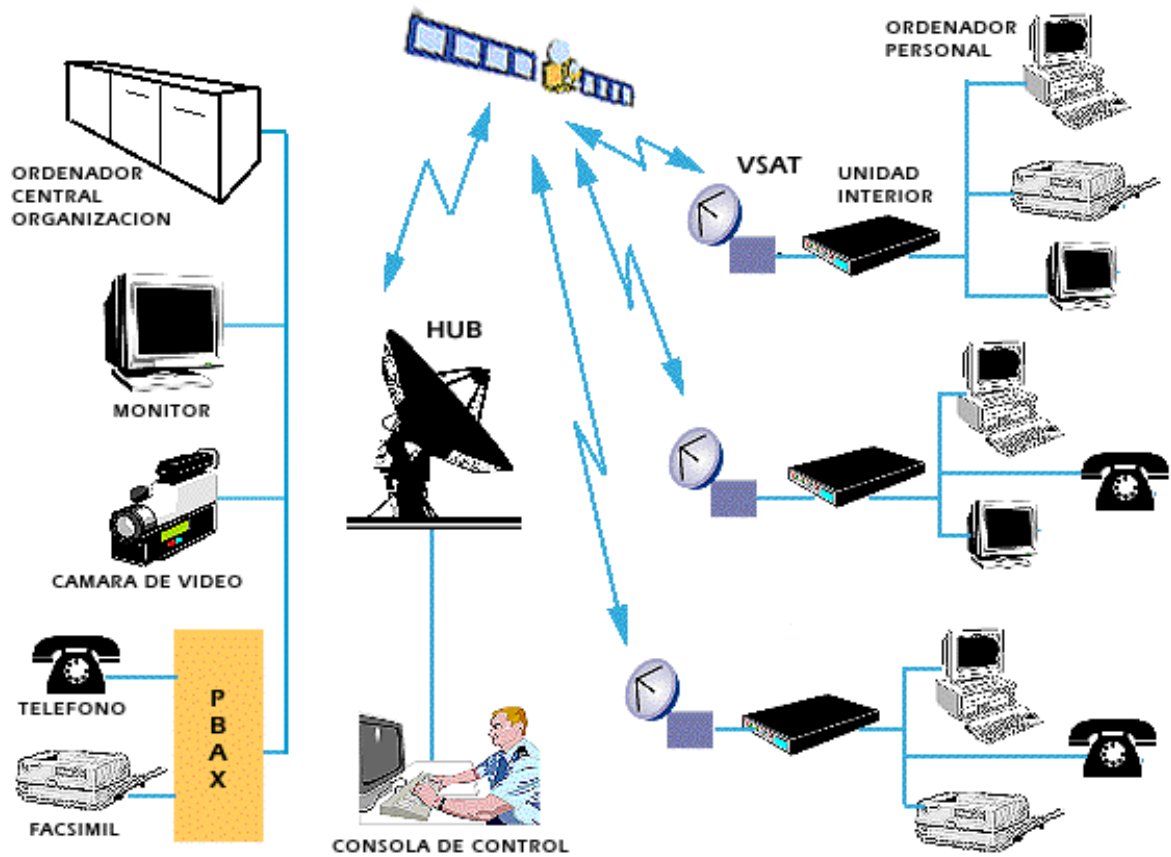 ORDENADOR
CENTRAL
ORGANIZACION
MONITOR
CAMARA DE VIDEO
TELEFONO
FACSIMIL
P
B
A
X
HUB
CONSOLA DE CONTROL
VSAT
UNIDAD
INTERIOR
ORDENADOR
PERSONAL